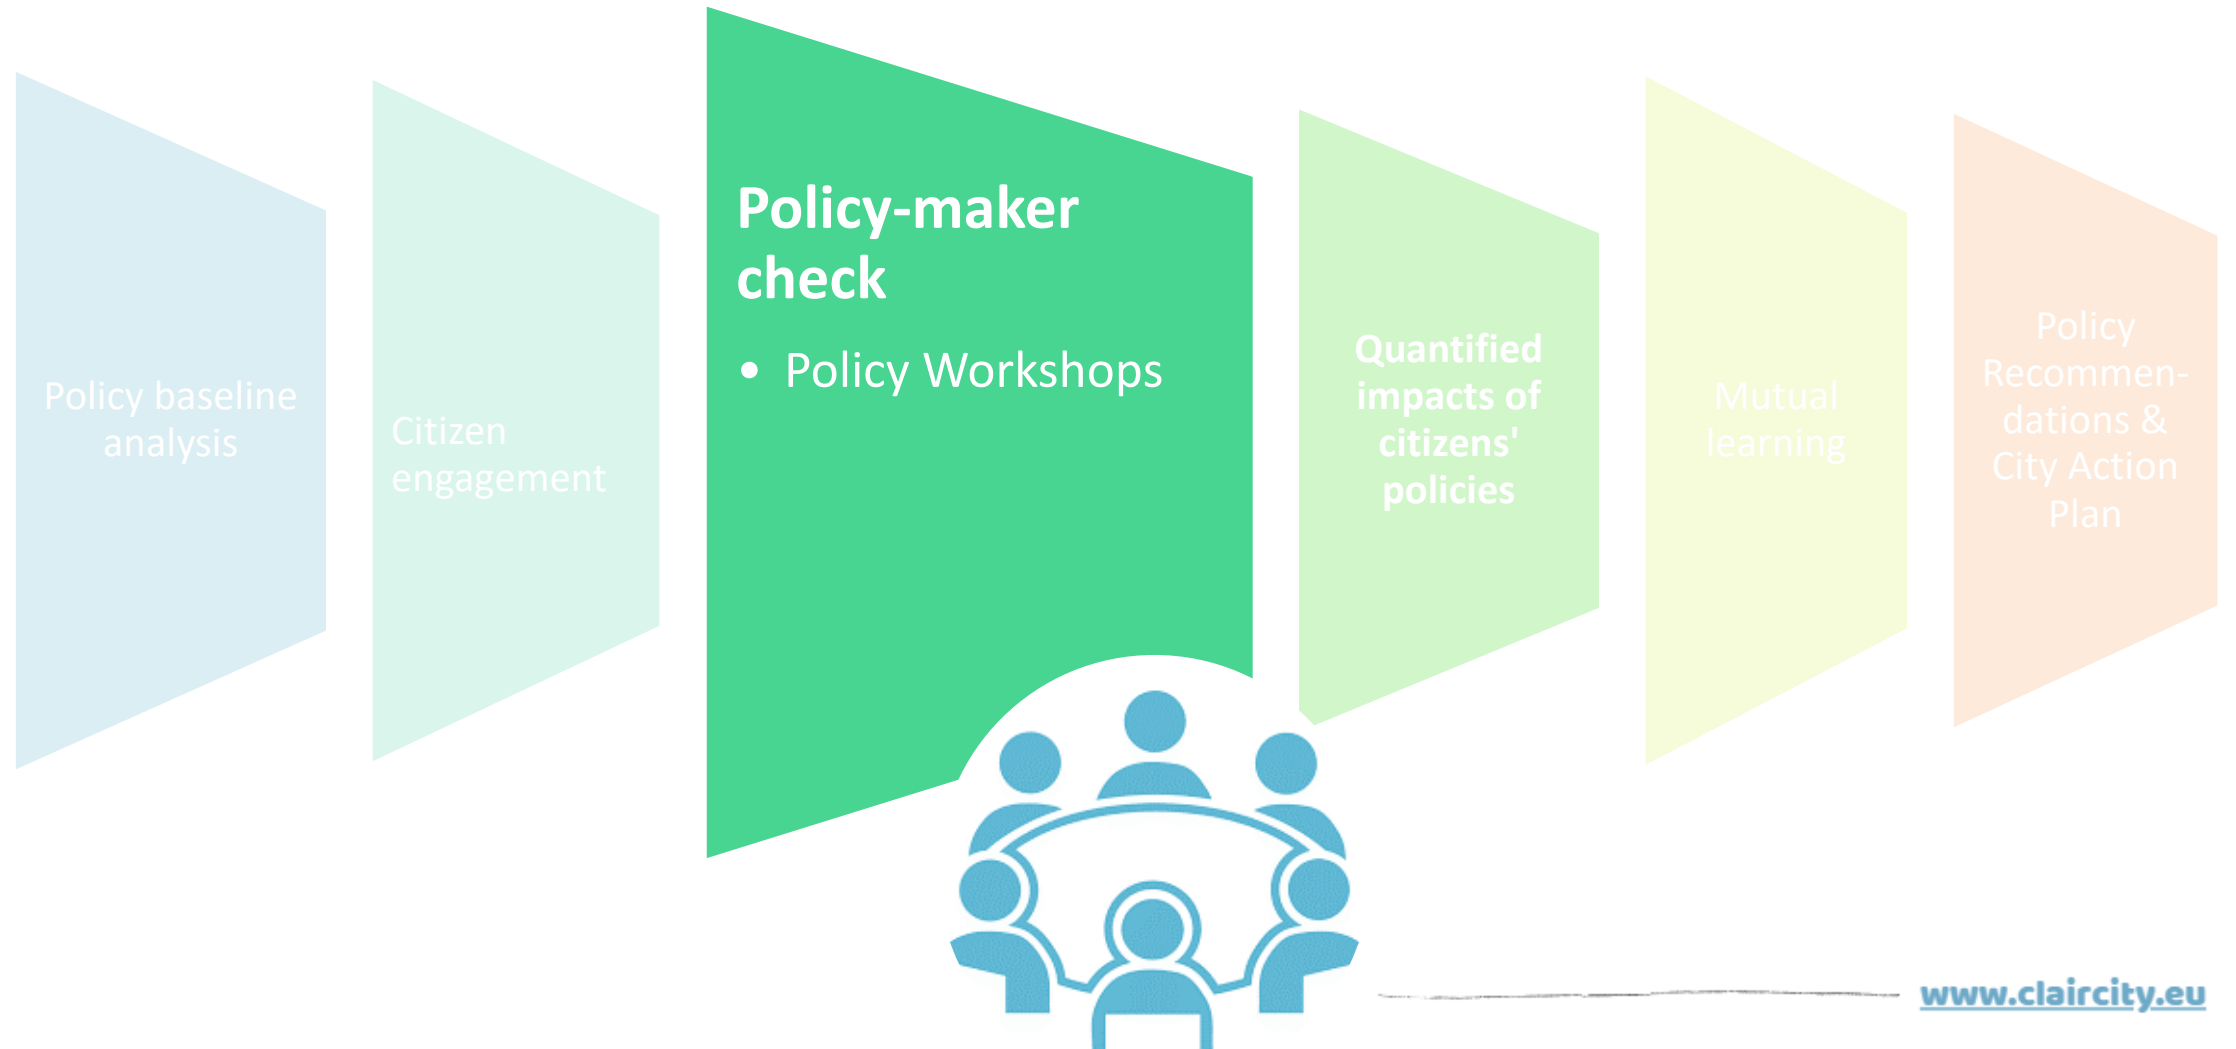 Policy baseline
analysis
Citizen
engagement
Policy-maker
check
• Policy Workshops
Quantified
impacts of
citizens'
policies
Mutual
learning
Policy
Recommen-
dations &
City Action
Plan
www.claircity.eu